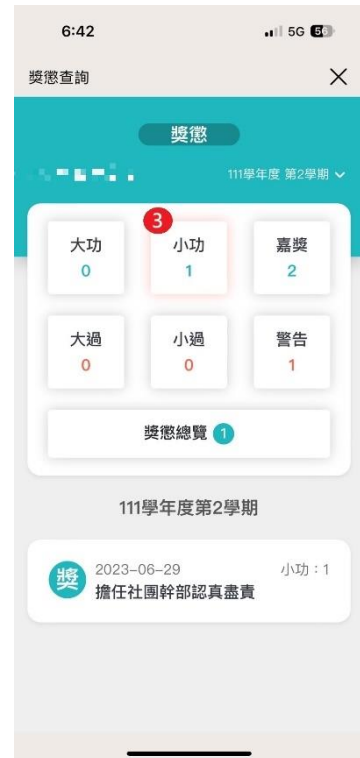 6:42
5G 56
獎懲查詢
獎懲
111學年度 第2學期
3
大功 小功 嘉獎
0 1 2
大過 小過 警告
0 0 1
獎懲總覽 1
111學年度第2學期
獎 2023-06-29 小功:1
擔任社團幹部認真盡責